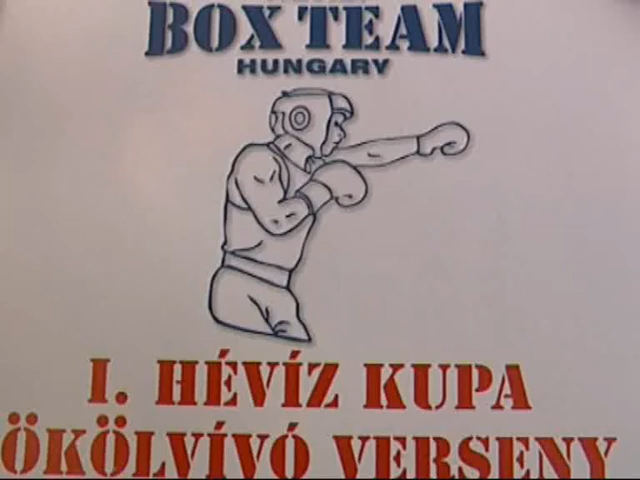 BOX TEAM
HUNGARY
I. HÉVÍZ KUPA
ÖKÖLVÍVÓ VERSENY